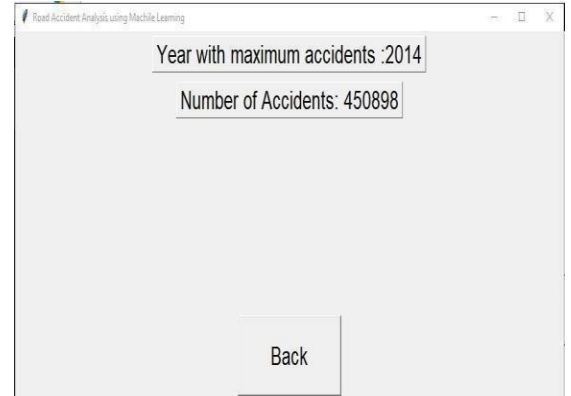 Road Accident Analysis using Machile Learning
Year with maximum accidents :2014
Number of Accidents: 450898
Back